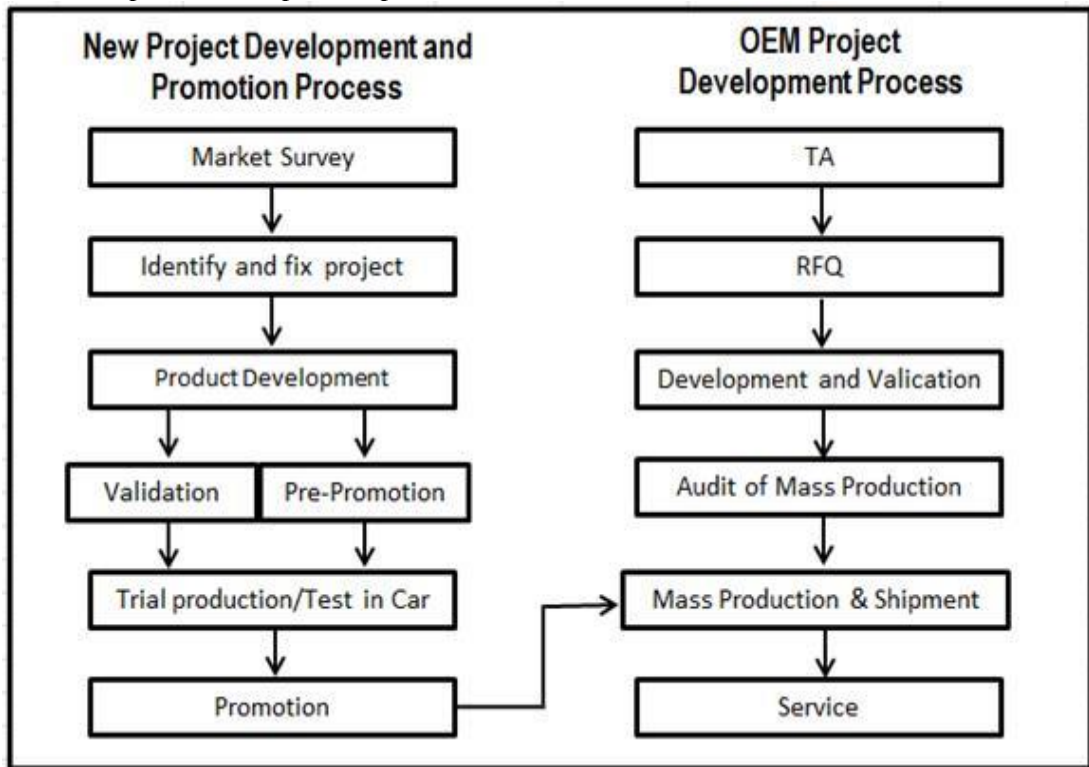 New Project Development and
Promotion Process
Market Survey
Identify and fix project
Product Development
Validation
Pre-Promotion
Trial production/Test in Car
Promotion
OEM Project
Development Process
TA
RFQ
Development and Valication
Audit of Mass Production
Mass Production & Shipment
Service